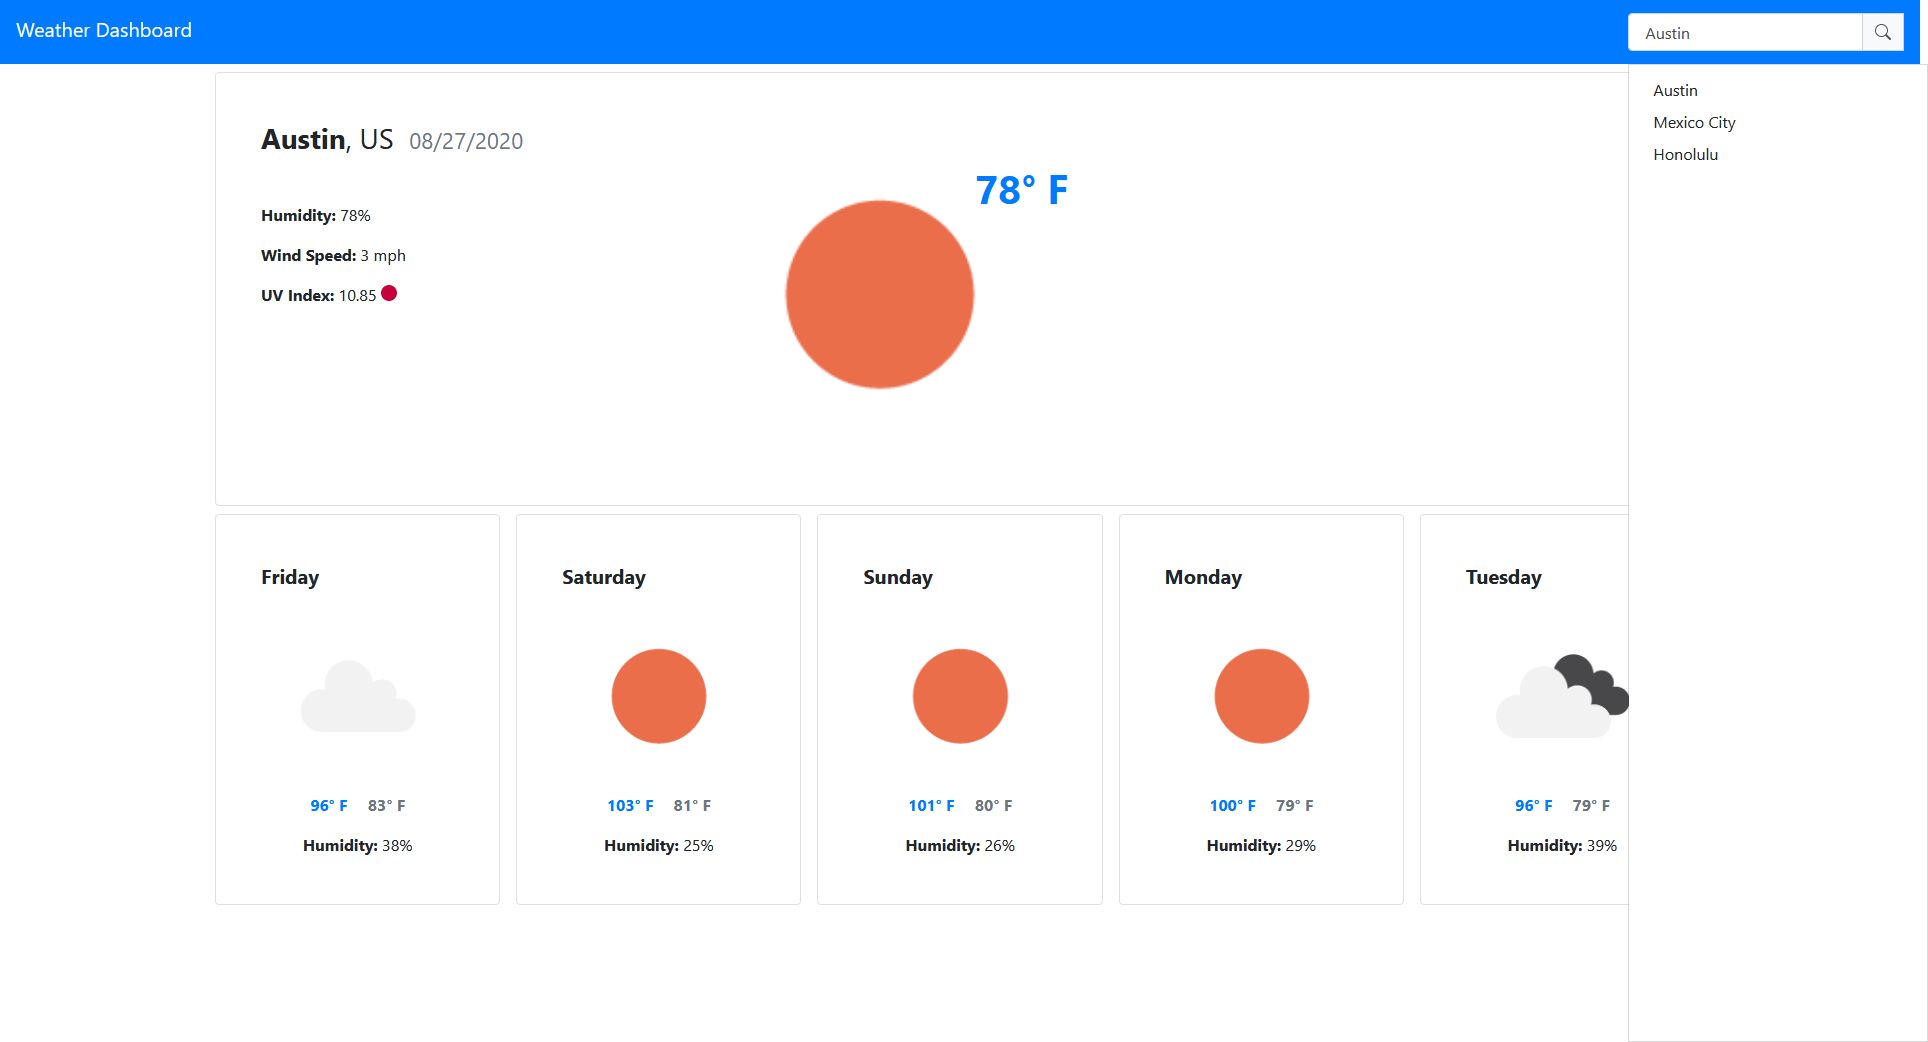 Weather Dashboard
Austin
Austin
Mexico City
Honolulu
Austin, US 08/27/2020
78° F
Humidity: 78%
Wind Speed: 3 mph
UV Index: 10.85
Friday
96° F 83° F
Humidity: 38%
Saturday
103° F 81° F
Humidity: 25%
Sunday
101° F 80° F
Humidity: 26%
Monday
100° F 79° F
Humidity: 29%
Tuesday
96° F 79° F
Humidity: 39%